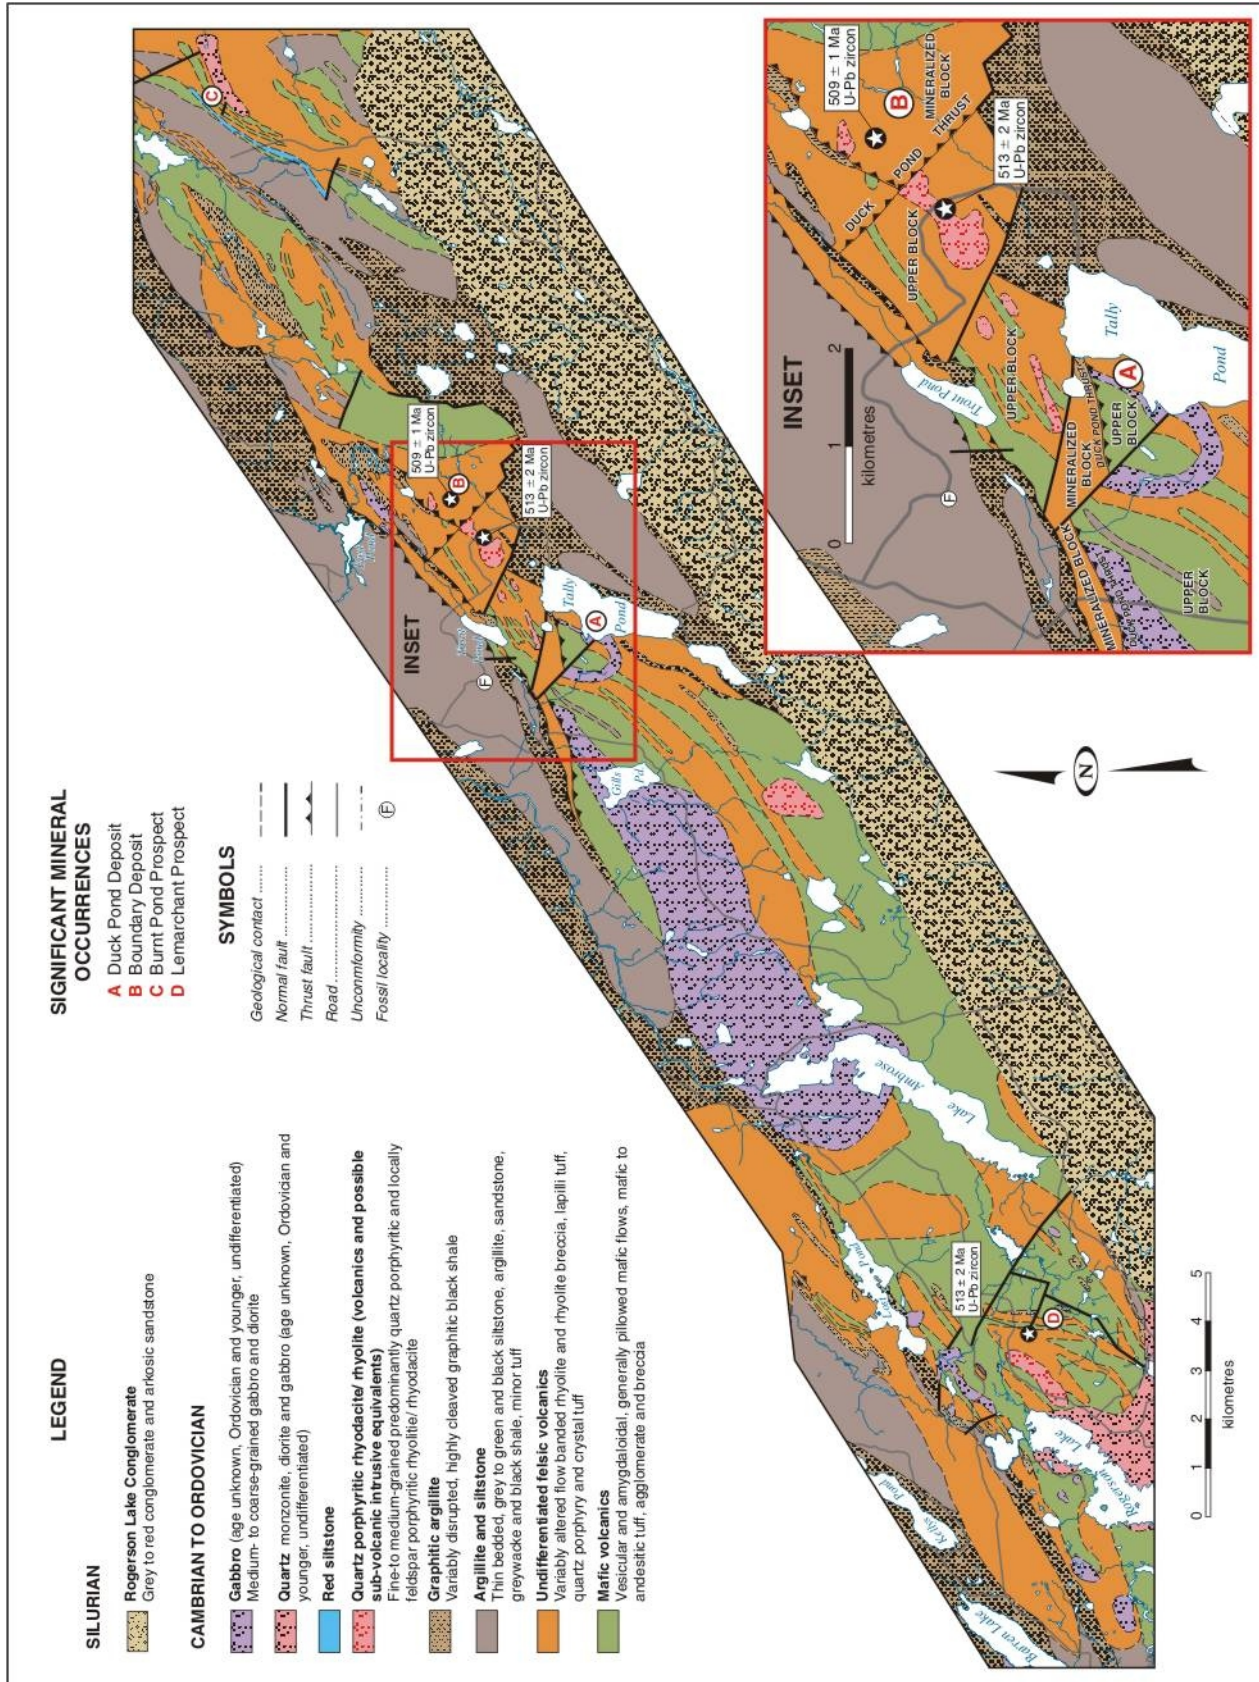 LEGEND
SILURIAN
Rogerson Lake Conglomerate
Grey to red conglomerate and arkosic sandstone
CAMBRIAN TO ORDOVICIAN
Gabbro (age unknown, Ordovician and younger, undifferentiated)
Medium- to coarse-grained gabbro and diorite
Quartz monzonite, diorite and gabbro (age unknown, Ordovician and
younger, undifferentiated)
Red siltstone
Quartz porphyritic rhyodacite/ rhyolite (volcanics and possible
sub-volcanic intrusive equivalents)
Fine-to medium-grained predominantly quartz porphyritic and locally
feldspar porphyritic rhyolitie/ rhyodacite
Graphitic argillite
Variably disrupted, highly cleaved graphitic black shale
Argillite and siltstone
Thin bedded, grey to green and black siltstone, argillite, sandstone,
greywacke and black shale, minor tuff
Undifferentiated felsic volcanics
Variably altered flow banded rhyolite and rhyolite breccia, lapilli tuff,
quartz porphyry and crystal tuff
Mafic volcanics
Vesicular and amygdaloidal, generally pillowed mafic flows, mafic to
andesitic tuff, agglomerate and breccia
SIGNIFICANT MINERAL
OCCURRENCES
A Duck Pond Deposit
B Boundary Deposit
C Burnt Pond Prospect
D Lemarchant Prospect
SYMBOLS
Geological contact
Normal fault
Thrust fault
Road
Unconformity
Fossil locality
F
C
509 ± 1 Ma
U-Pb zircon
B
513 ± 2 Ma
U-Pb zircon
INSET
F
Trout
Pond
Tally
Pond
A
Gills
Pd
Lake
Ambrose
Pond
513 ± 2 Ma
U-Pb zircon
D
Rogerson
Lake
Kellys
Pond
Barren Lake
0 1 2 3 4 5
kilometres
N
INSET
0 1 2
kilometres
509 ± 1 Ma
U-Pb zircon
B
MINERALIZED
BLOCK
DUCK POND THRUST
513 ± 2 Ma
U-Pb zircon
UPPER BLOCK
Trout Pond
F
UPPER BLOCK
Tally
Pond
A
MINERALIZED
BLOCK
DUCK POND THRUST
UPPER
BLOCK
MINERALIZED BLOCK
DUCK POND THRUST
UPPER
BLOCK